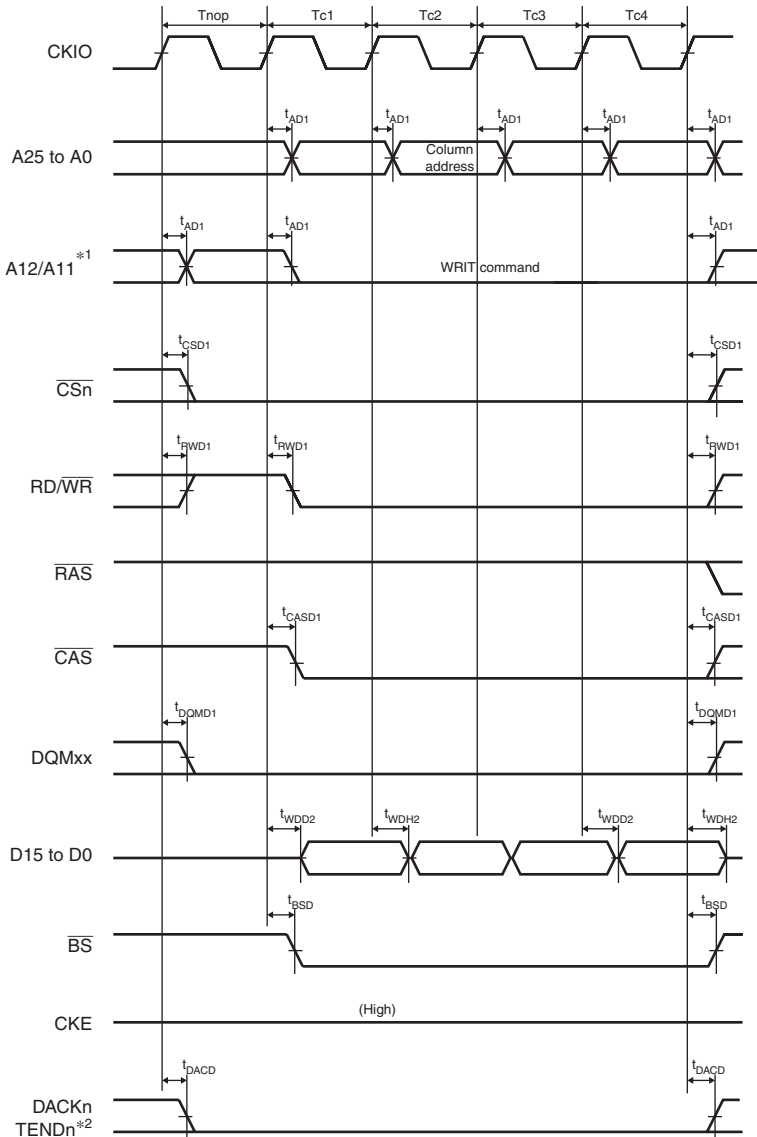 Tnop Tc1 Tc2 Tc3 Tc4
CKIO
tAD1 tAD1 tAD1 tAD1 tAD1
A25 to A0
Column
address
tAD1 tAD1 tAD1
A12/A11*1
WRIT command
tCSD1 tCSD1
CSn
tRWD1 tRWD1 tRWD1
RD/WR
RAS
tCASD1 tCASD1
CAS
tDQMD1 tDQMD1
DQMxx
tWDD2 tWDH2 tWDD2 tWDH2
D15 to D0
tBSD tBSD
BS
(High)
CKE
tDACD tDACD
DACKn
TENDn*2